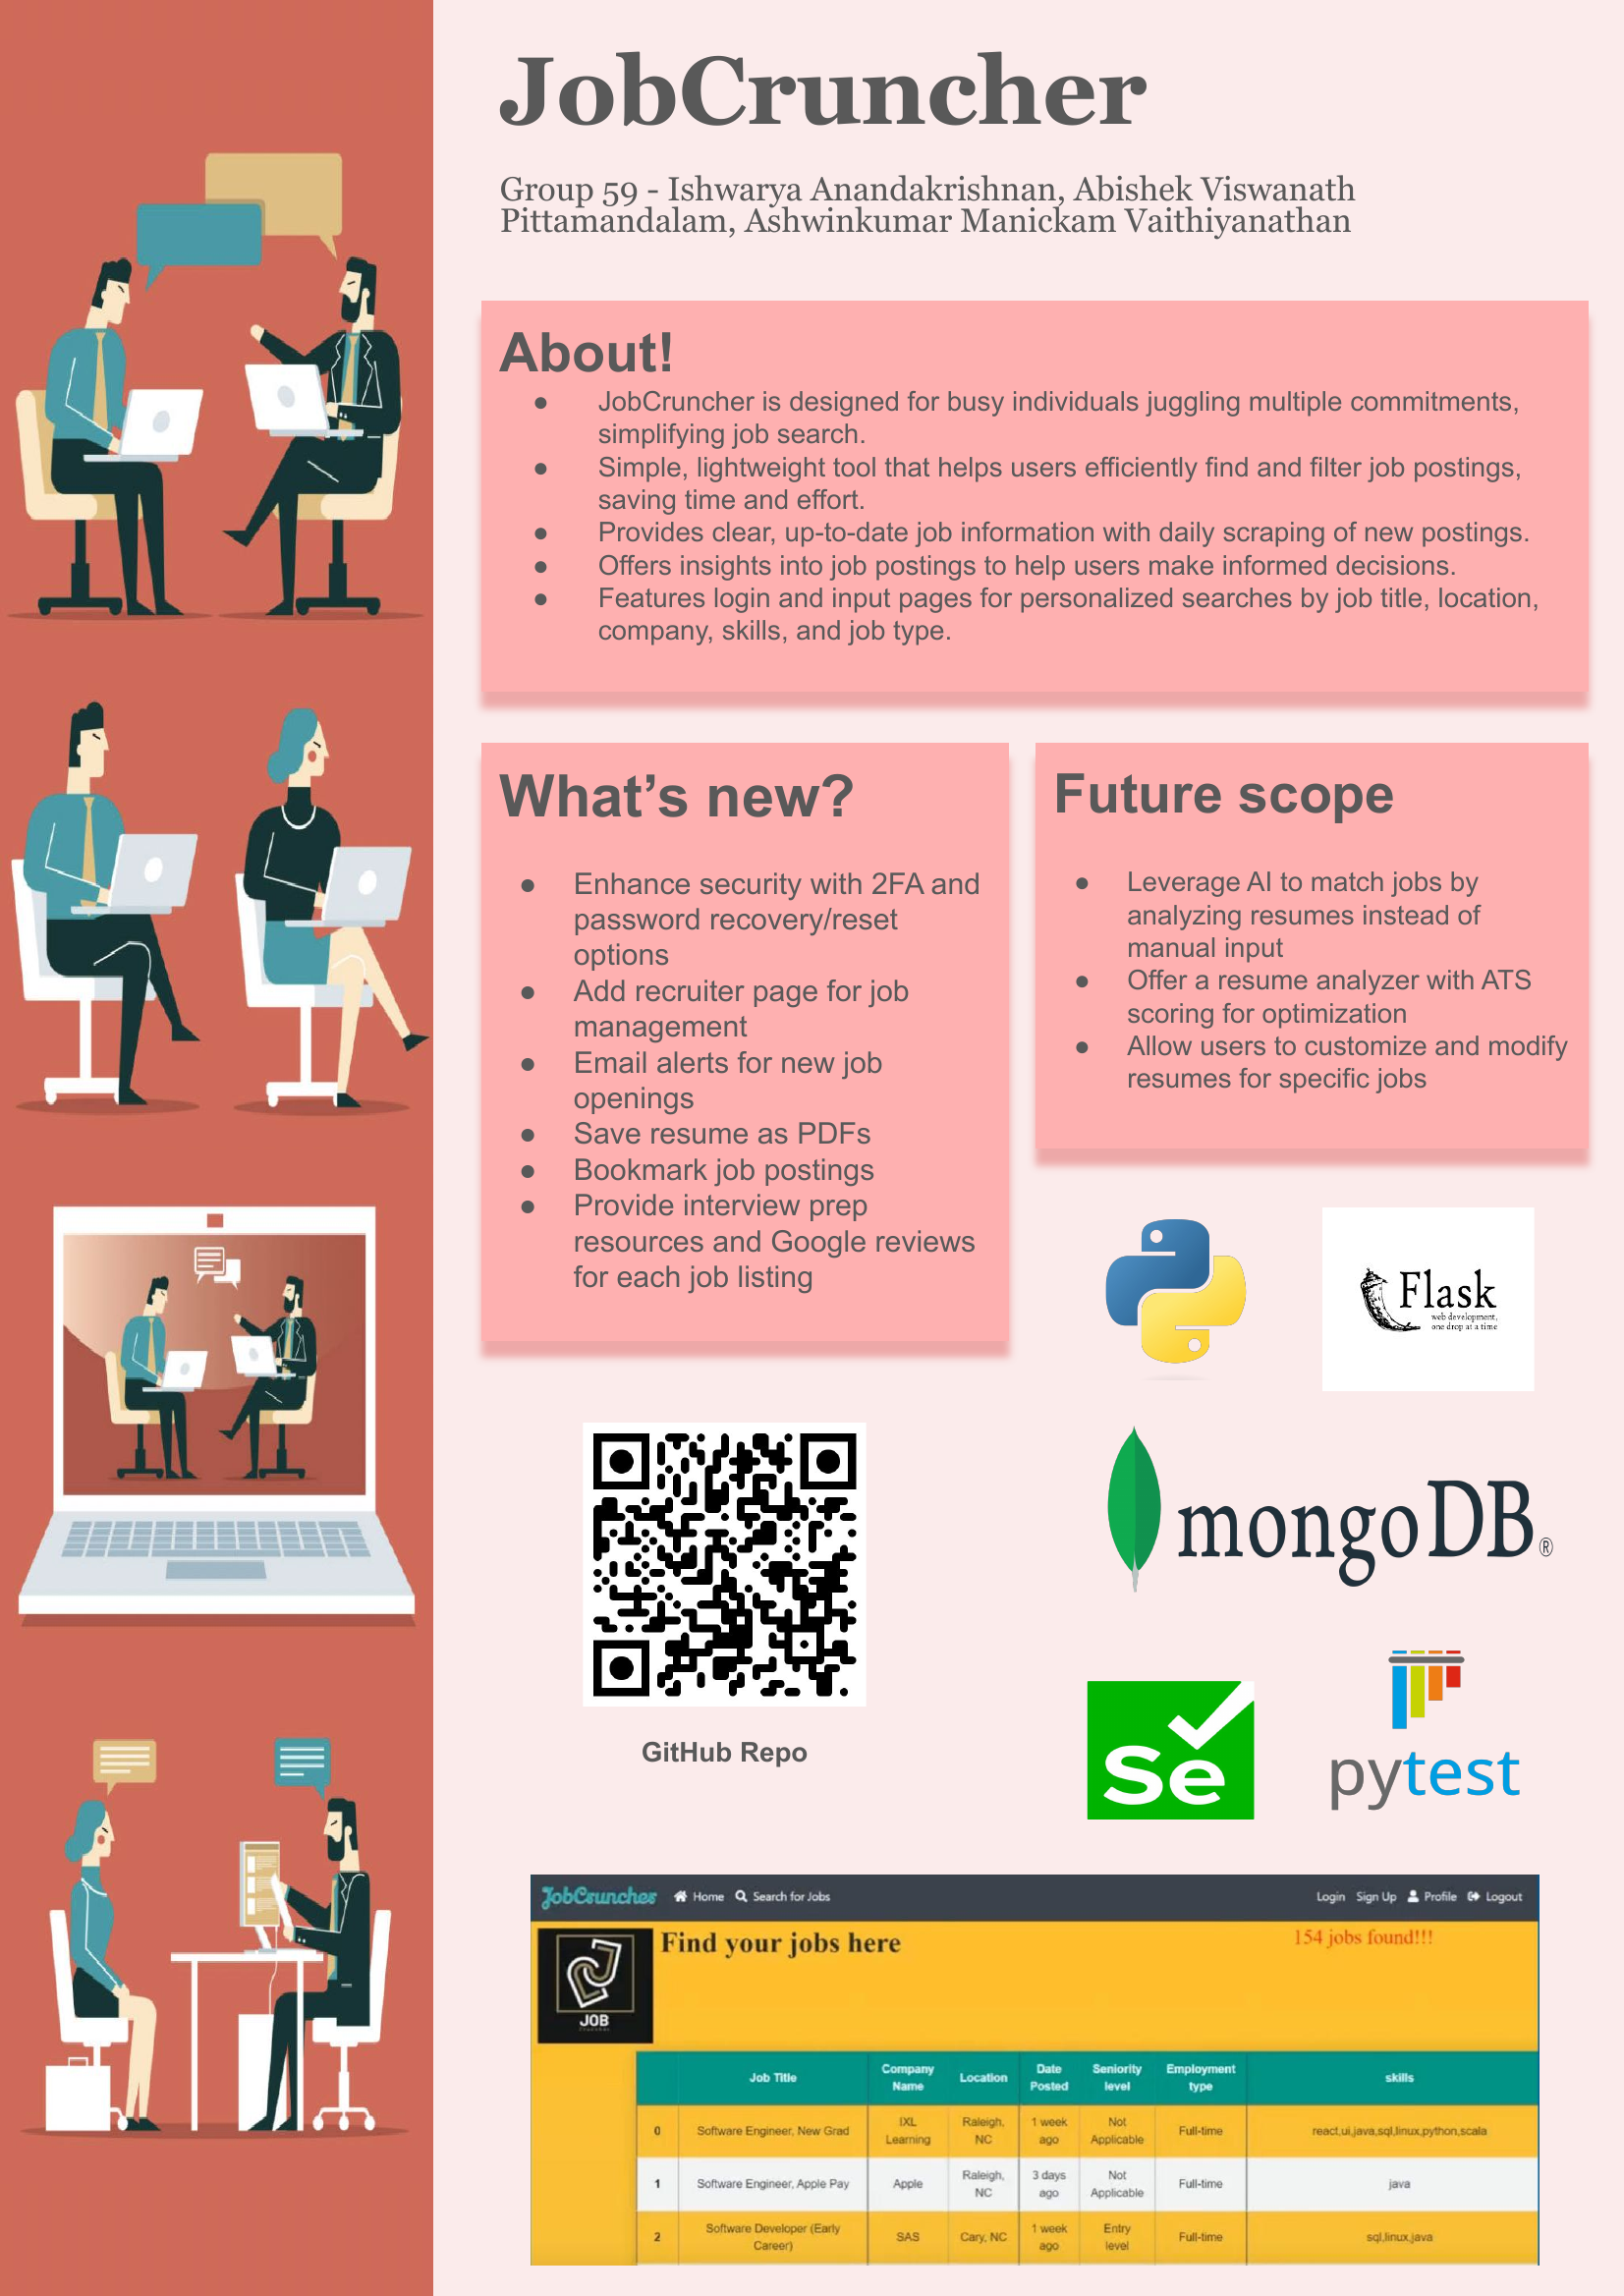 JobCruncher
Group 59 - Ishwarya Anandakrishnan, Abishek Viswanath
Pittamandalam, Ashwinkumar Manickam Vaithiyanathan
About!
● JobCruncher is designed for busy individuals juggling multiple commitments,
simplifying job search.
● Simple, lightweight tool that helps users efficiently find and filter job postings,
saving time and effort.
● Provides clear, up-to-date job information with daily scraping of new postings.
● Offers insights into job postings to help users make informed decisions.
● Features login and input pages for personalized searches by job title, location,
company, skills, and job type.
What's new?
● Enhance security with 2FA and
password recovery/reset
options
● Add recruiter page for job
management
● Email alerts for new job
openings
● Save resume as PDFs
● Bookmark job postings
● Provide interview prep
resources and Google reviews
for each job listing
Future scope
● Leverage AI to match jobs by
analyzing resumes instead of
manual input
● Offer a resume analyzer with ATS
scoring for optimization
● Allow users to customize and modify
resumes for specific jobs
Flask
web development,
one drop at a time
mongoDB®
Se
pytest
GitHub Repo
JobCruncher Home Search for Jobs Login Sign Up Profile Logout
Find your jobs here 154 jobs found!!!
JOB
Job Title Company Name Location Date Posted Seniority level Employment type skills
0 Software Engineer, New Grad IXL Learning Raleigh, NC 1 week ago Not Applicable Full-time react,ui,java,sql,linux,python,scala
1 Software Engineer, Apple Pay Apple Raleigh, NC 3 days ago Not Applicable Full-time java
2 Software Developer (Early Career) SAS Cary, NC 1 week ago Entry level Full-time sql,linux,java